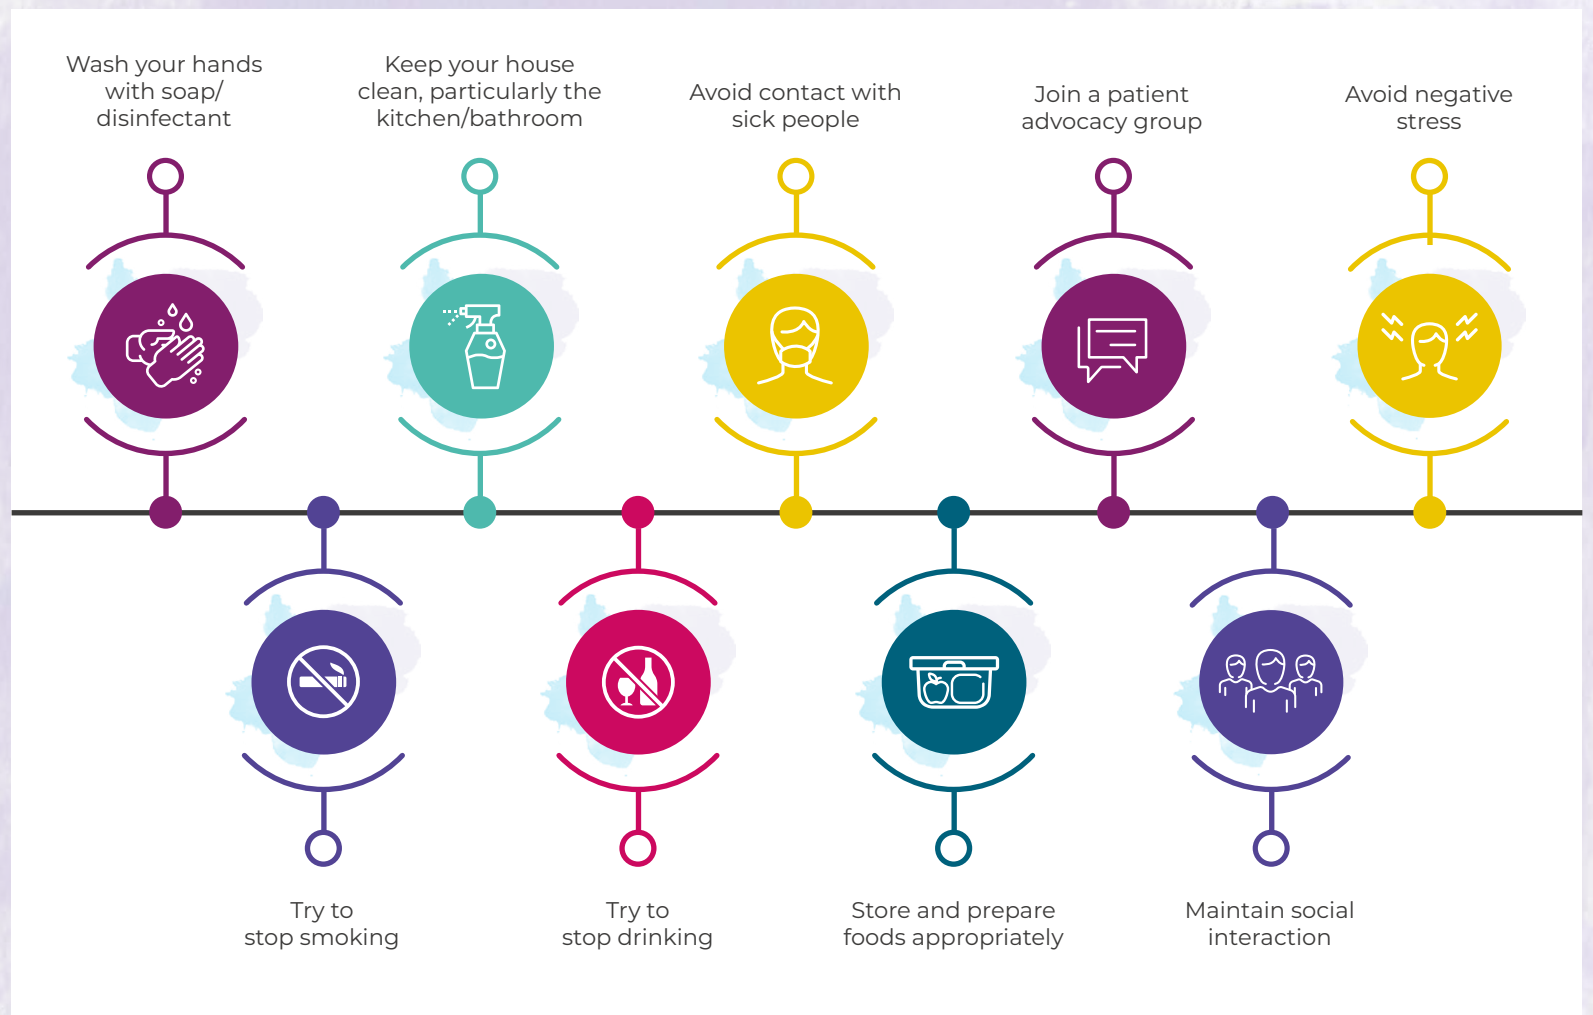 Wash your hands
with soap/
disinfectant
Keep your house
clean, particularly the
kitchen/bathroom
Avoid contact with
sick people
Join a patient
advocacy group
Avoid negative
stress
Try to
stop smoking
Try to
stop drinking
Store and prepare
foods appropriately
Maintain social
interaction